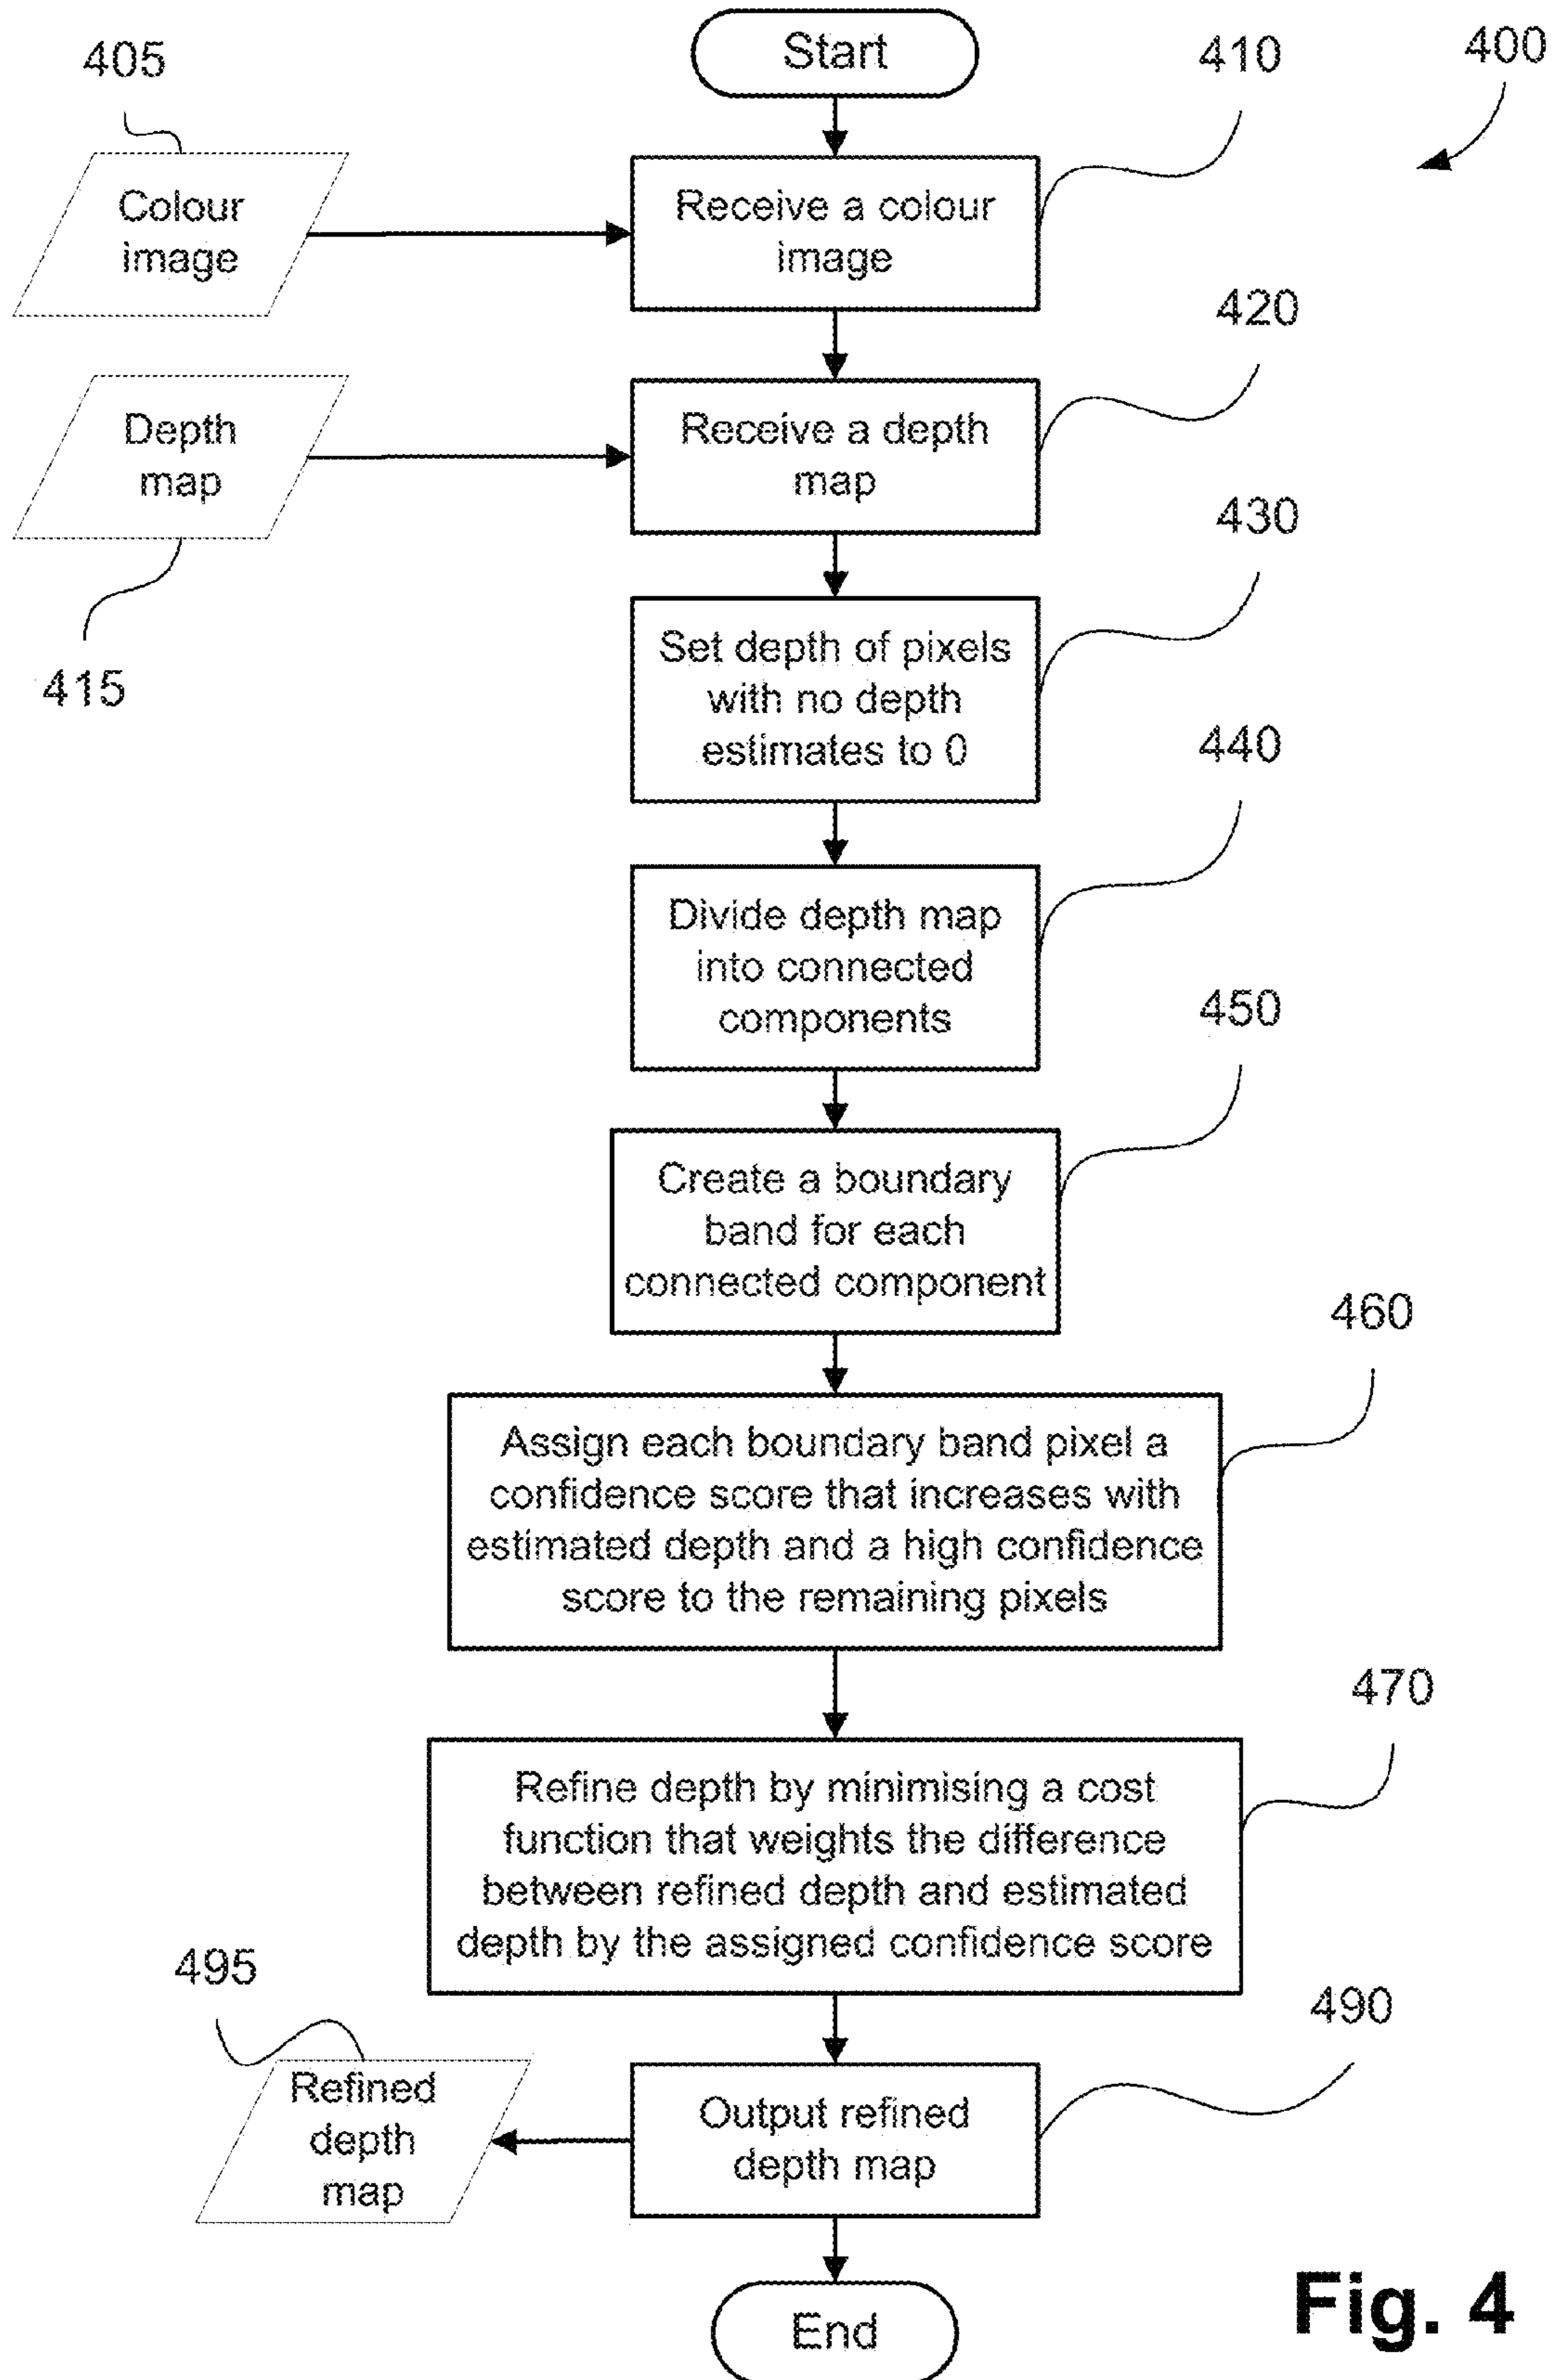 Start
405
410
400
Colour
image
Receive a colour
image
420
Depth
map
Receive a depth
map
430
415
Set depth of pixels
with no depth
estimates to 0
440
Divide depth map
into connected
components
450
Create a boundary
band for each
connected component
460
Assign each boundary band pixel a
confidence score that increases with
estimated depth and a high confidence
score to the remaining pixels
470
Refine depth by minimising a cost
function that weights the difference
between refined depth and estimated
depth by the assigned confidence score
495
490
Refined
depth
map
Output refined
depth map
End
Fig. 4